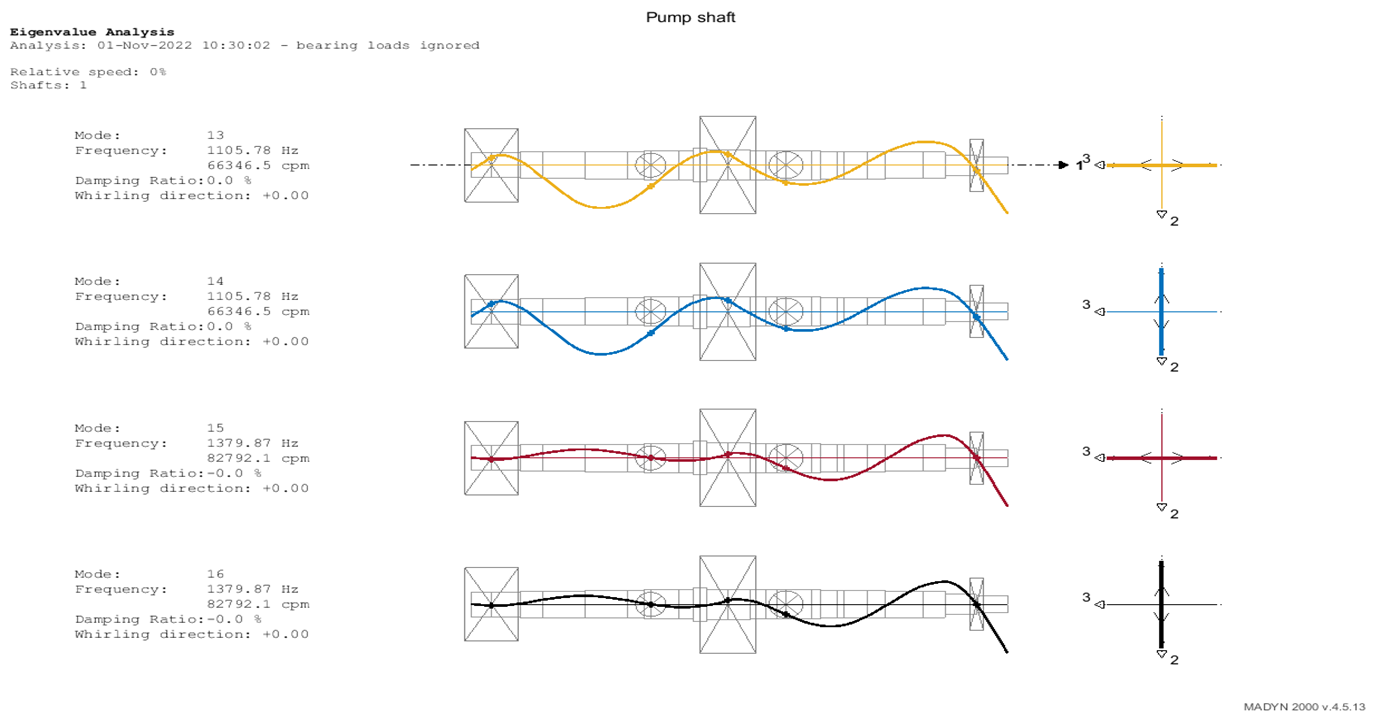 Pump shaft
Eigenvalue Analysis
Analysis: 01-Nov-2022 10:30:02 - bearing loads ignored
Relative speed: 0%
Shafts: 1
Mode: 13
Frequency: 1105.78 Hz
66346.5 cpm
Damping Ratio:0.0 %
Whirling direction: +0.00
1
3
2
Mode: 14
Frequency: 1105.78 Hz
66346.5 cpm
Damping Ratio:0.0 %
Whirling direction: +0.00
3
2
Mode: 15
Frequency: 1379.87 Hz
82792.1 cpm
Damping Ratio:-0.0 %
Whirling direction: +0.00
3
2
Mode: 16
Frequency: 1379.87 Hz
82792.1 cpm
Damping Ratio:-0.0 %
Whirling direction: +0.00
3
2
MADYN 2000 v.4.5.13